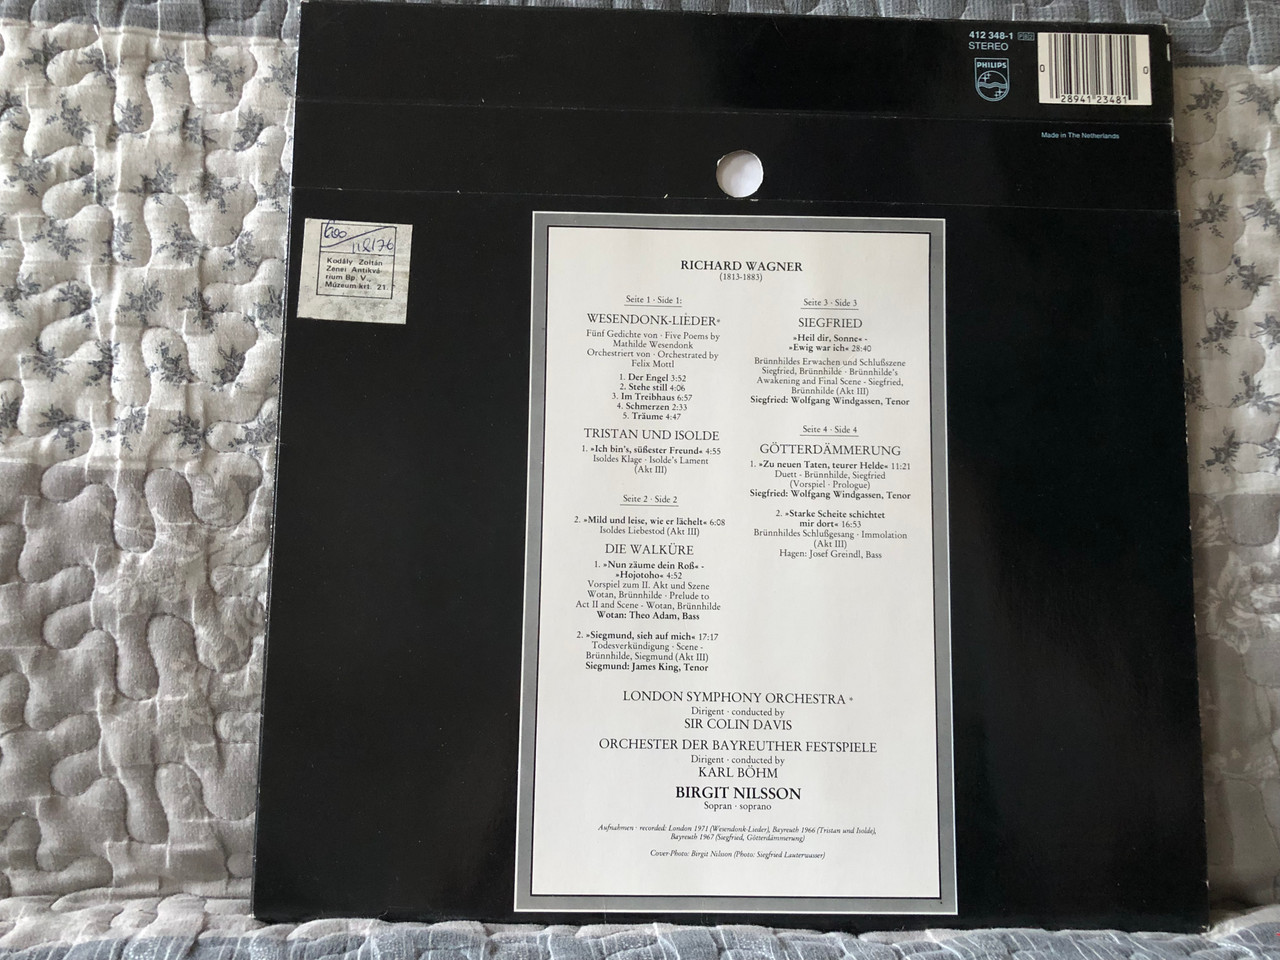 412 348-1
STEREO
PHILIPS
0 28941 23481 0
Made in The Netherlands
600
Kodály Zoltán
Zenei Antikvá-
rium Bp. V.,
Múzeum krt. 21.
RICHARD WAGNER
(1813-1883)
Seite 1 · Side 1:
WESENDONK-LIEDER*
Fünf Gedichte von · Five Poems by
Mathilde Wesendonk
Orchestriert von · Orchestrated by
Felix Mottl
1. Der Engel 3:52
2. Stehe still 4:06
3. Im Treibhaus 6:57
4. Schmerzen 2:33
5. Träume 4:47
TRISTAN UND ISOLDE
1. »Ich bin's, süßester Freund« 4:55
Isoldes Klage · Isolde's Lament
(Akt III)
Seite 2 · Side 2
2. »Mild und leise, wie er lächelt« 6:08
Isoldes Liebestod (Akt III)
DIE WALKÜRE
1. »Nun zäume dein Roß« -
»Hojotoho« 4:52
Vorspiel zum II. Akt und Szene
Wotan, Brünnhilde · Prelude to
Act II and Scene - Wotan, Brünnhilde
Wotan: Theo Adam, Bass
2. »Siegmund, sieh auf mich« 17:17
Todesverkündigung · Scene -
Brünnhilde, Siegmund (Akt III)
Siegmund: James King, Tenor
Seite 3 · Side 3
SIEGFRIED
»Heil dir, Sonne« -
»Ewig war ich« 28:40
Brünnhildes Erwachen und Schlußszene
Siegfried, Brünnhilde · Brünnhilde's
Awakening and Final Scene - Siegfried,
Brünnhilde (Akt III)
Siegfried: Wolfgang Windgassen, Tenor
Seite 4 · Side 4
GÖTTERDÄMMERUNG
1. »Zu neuen Taten, teurer Helde« 11:21
Duett - Brünnhilde, Siegfried
(Vorspiel · Prologue)
Siegfried: Wolfgang Windgassen, Tenor
2. »Starke Scheite schichtet
mir dort« 16:53
Brünnhildes Schlußgesang · Immolation
(Akt III)
Hagen: Josef Greindl, Bass
LONDON SYMPHONY ORCHESTRA *
Dirigent · conducted by
SIR COLIN DAVIS
ORCHESTER DER BAYREUTHER FESTSPIELE
Dirigent · conducted by
KARL BÖHM
BIRGIT NILSSON
Sopran · soprano
Aufnahmen · recorded: London 1971 (Wesendonk-Lieder), Bayreuth 1966 (Tristan und Isolde),
Bayreuth 1967 (Siegfried, Götterdämmerung)
Cover-Photo: Birgit Nilsson (Photo: Siegfried Lauterwasser)